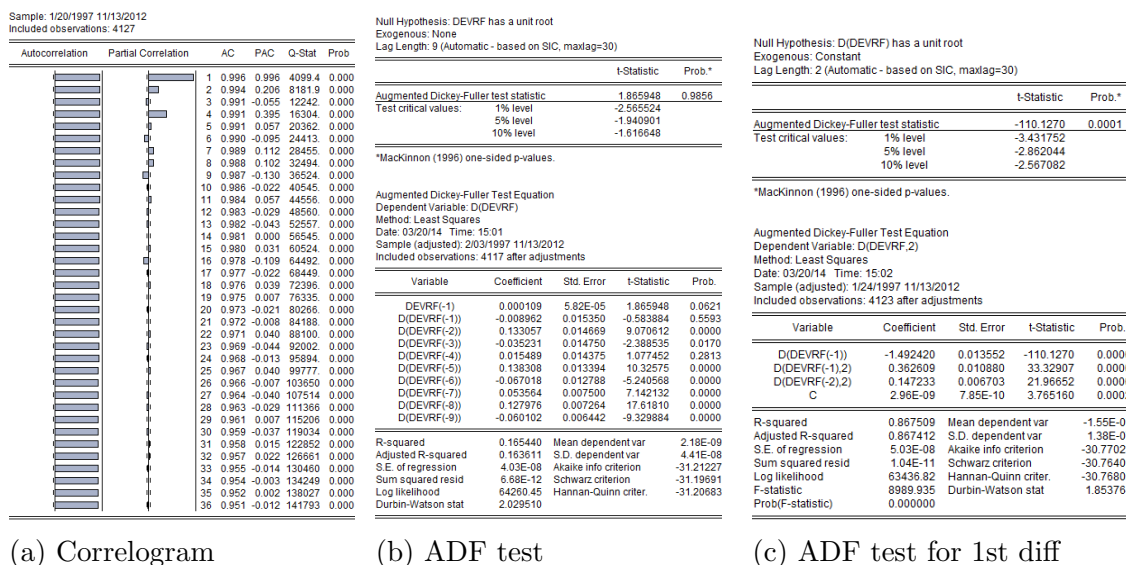 Sample: 1/20/1997 11/13/2012
Included observations: 4127
Autocorrelation Partial Correlation AC PAC Q-Stat Prob
1 0.996 0.996 4099.4 0.000
2 0.994 0.206 8181.9 0.000
3 0.991 -0.055 12242. 0.000
4 0.991 0.395 16304. 0.000
5 0.991 0.057 20362. 0.000
6 0.990 -0.095 24413. 0.000
7 0.989 0.112 28455. 0.000
8 0.988 0.102 32494. 0.000
9 0.987 -0.130 36524. 0.000
10 0.986 -0.022 40545. 0.000
11 0.984 0.057 44556. 0.000
12 0.983 -0.029 48560. 0.000
13 0.982 -0.043 52557. 0.000
14 0.981 0.000 56545. 0.000
15 0.980 0.031 60524. 0.000
16 0.978 -0.109 64492. 0.000
17 0.977 -0.022 68449. 0.000
18 0.976 0.039 72396. 0.000
19 0.975 0.007 76335. 0.000
20 0.973 -0.021 80266. 0.000
21 0.972 -0.008 84188. 0.000
22 0.971 0.040 88100. 0.000
23 0.969 -0.044 92002. 0.000
24 0.968 -0.013 95894. 0.000
25 0.967 0.040 99777. 0.000
26 0.966 -0.007 103650 0.000
27 0.964 -0.040 107514 0.000
28 0.963 -0.029 111366 0.000
29 0.961 0.007 115206 0.000
30 0.959 -0.037 119034 0.000
31 0.958 0.015 122852 0.000
32 0.957 0.022 126661 0.000
33 0.955 -0.014 130460 0.000
34 0.954 -0.003 134249 0.000
35 0.952 0.002 138027 0.000
36 0.951 -0.012 141793 0.000
(a) Correlogram
Null Hypothesis: DEVRF has a unit root
Exogenous: None
Lag Length: 9 (Automatic - based on SIC, maxlag=30)
t-Statistic Prob.*
Augmented Dickey-Fuller test statistic 1.865948 0.9856
Test critical values: 1% level -2.565524
5% level -1.940901
10% level -1.616648
*MacKinnon (1996) one-sided p-values.
Augmented Dickey-Fuller Test Equation
Dependent Variable: D(DEVRF)
Method: Least Squares
Date: 03/20/14 Time: 15:01
Sample (adjusted): 2/03/1997 11/13/2012
Included observations: 4117 after adjustments
Variable Coefficient Std. Error t-Statistic Prob.
DEVRF(-1) 0.000109 5.82E-05 1.865948 0.0621
D(DEVRF(-1)) -0.008962 0.015350 -0.583884 0.5593
D(DEVRF(-2)) 0.133057 0.014669 9.070612 0.0000
D(DEVRF(-3)) -0.035231 0.014750 -2.388535 0.0170
D(DEVRF(-4)) 0.015489 0.014375 1.077452 0.2813
D(DEVRF(-5)) 0.138308 0.013394 10.32575 0.0000
D(DEVRF(-6)) -0.067018 0.012788 -5.240568 0.0000
D(DEVRF(-7)) 0.053564 0.007500 7.142132 0.0000
D(DEVRF(-8)) 0.127976 0.007264 17.61810 0.0000
D(DEVRF(-9)) -0.060102 0.006442 -9.329884 0.0000
R-squared 0.165440 Mean dependent var 2.18E-09
Adjusted R-squared 0.163611 S.D. dependent var 4.41E-08
S.E. of regression 4.03E-08 Akaike info criterion -31.21227
Sum squared resid 6.68E-12 Schwarz criterion -31.19691
Log likelihood 64260.45 Hannan-Quinn criter. -31.20683
Durbin-Watson stat 2.029510
(b) ADF test
Null Hypothesis: D(DEVRF) has a unit root
Exogenous: Constant
Lag Length: 2 (Automatic - based on SIC, maxlag=30)
t-Statistic Prob.*
Augmented Dickey-Fuller test statistic -110.1270 0.0001
Test critical values: 1% level -3.431752
5% level -2.862044
10% level -2.567082
*MacKinnon (1996) one-sided p-values.
Augmented Dickey-Fuller Test Equation
Dependent Variable: D(DEVRF,2)
Method: Least Squares
Date: 03/20/14 Time: 15:02
Sample (adjusted): 1/24/1997 11/13/2012
Included observations: 4123 after adjustments
Variable Coefficient Std. Error t-Statistic Prob.
D(DEVRF(-1)) -1.492420 0.013552 -110.1270 0.000
D(DEVRF(-1),2) 0.362609 0.010880 33.32907 0.000
D(DEVRF(-2),2) 0.147233 0.006703 21.96652 0.000
C 2.96E-09 7.85E-10 3.765160 0.000
R-squared 0.867509 Mean dependent var -1.55E-0
Adjusted R-squared 0.867412 S.D. dependent var 1.38E-0
S.E. of regression 5.03E-08 Akaike info criterion -30.7702
Sum squared resid 1.04E-11 Schwarz criterion -30.7640
Log likelihood 63436.82 Hannan-Quinn criter. -30.7680
F-statistic 8989.935 Durbin-Watson stat 1.85376
Prob(F-statistic) 0.000000
(c) ADF test for 1st diff